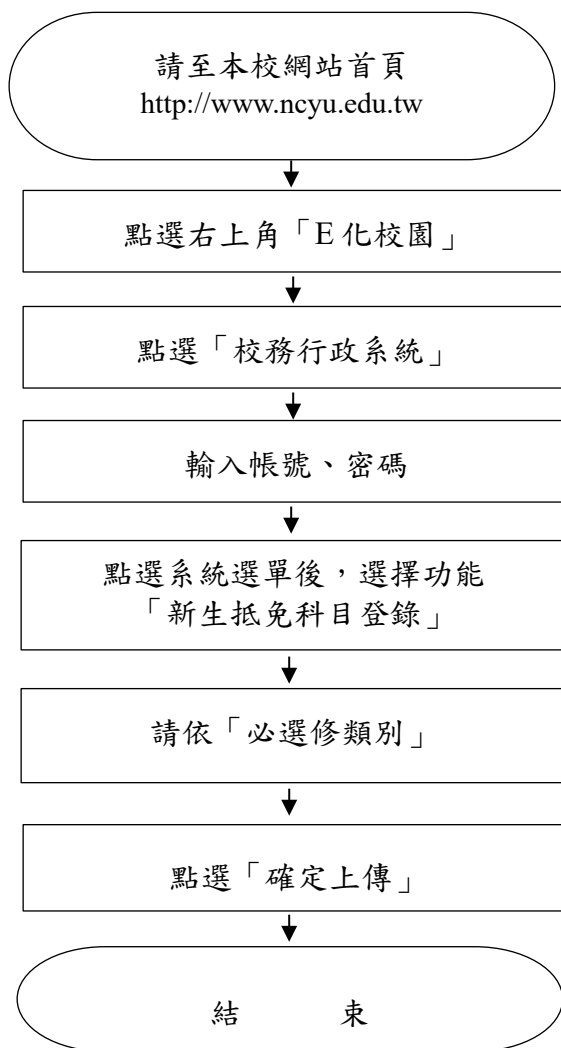 請至本校網站首頁
http://www.ncyu.edu.tw
點選右上角「E化校園」
點選「校務行政系統」
輸入帳號、密碼
點選系統選單後，選擇功能
「新生抵免科目登錄」
請依「必選修類別」
點選「確定上傳」
結 束